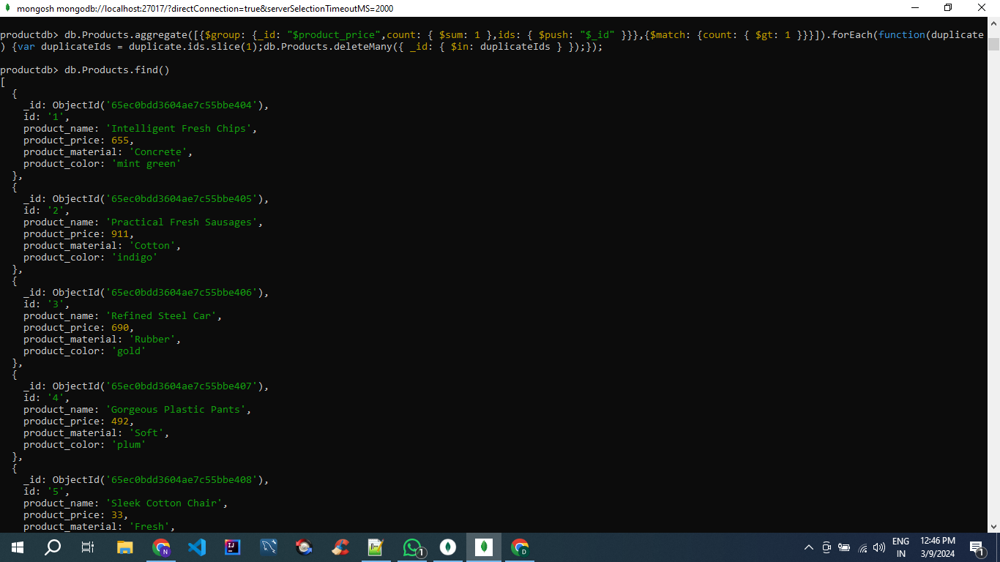 mongosh mongodb://localhost:27017/?directConnection=true&serverSelectionTimeoutMS=2000
productdb> db.Products.aggregate([{$group: {_id: "$product_price",count: { $sum: 1 },ids: { $push: "$_id" }}},{$match: {count: { $gt: 1 }}}]).forEach(function(duplicate
) {var duplicateIds = duplicate.ids.slice(1);db.Products.deleteMany({ _id: { $in: duplicateIds } });});
productdb> db.Products.find()
[
  {
    _id: ObjectId('65ec0bdd3604ae7c55bbe404'),
    id: '1',
    product_name: 'Intelligent Fresh Chips',
    product_price: 655,
    product_material: 'Concrete',
    product_color: 'mint green'
  },
  {
    _id: ObjectId('65ec0bdd3604ae7c55bbe405'),
    id: '2',
    product_name: 'Practical Fresh Sausages',
    product_price: 911,
    product_material: 'Cotton',
    product_color: 'indigo'
  },
  {
    _id: ObjectId('65ec0bdd3604ae7c55bbe406'),
    id: '3',
    product_name: 'Refined Steel Car',
    product_price: 690,
    product_material: 'Rubber',
    product_color: 'gold'
  },
  {
    _id: ObjectId('65ec0bdd3604ae7c55bbe407'),
    id: '4',
    product_name: 'Gorgeous Plastic Pants',
    product_price: 492,
    product_material: 'Soft',
    product_color: 'plum'
  },
  {
    _id: ObjectId('65ec0bdd3604ae7c55bbe408'),
    id: '5',
    product_name: 'Sleek Cotton Chair',
    product_price: 33,
    product_material: 'Fresh',
N
IJ
1
D
ENG
IN
12:46 PM
3/9/2024
1